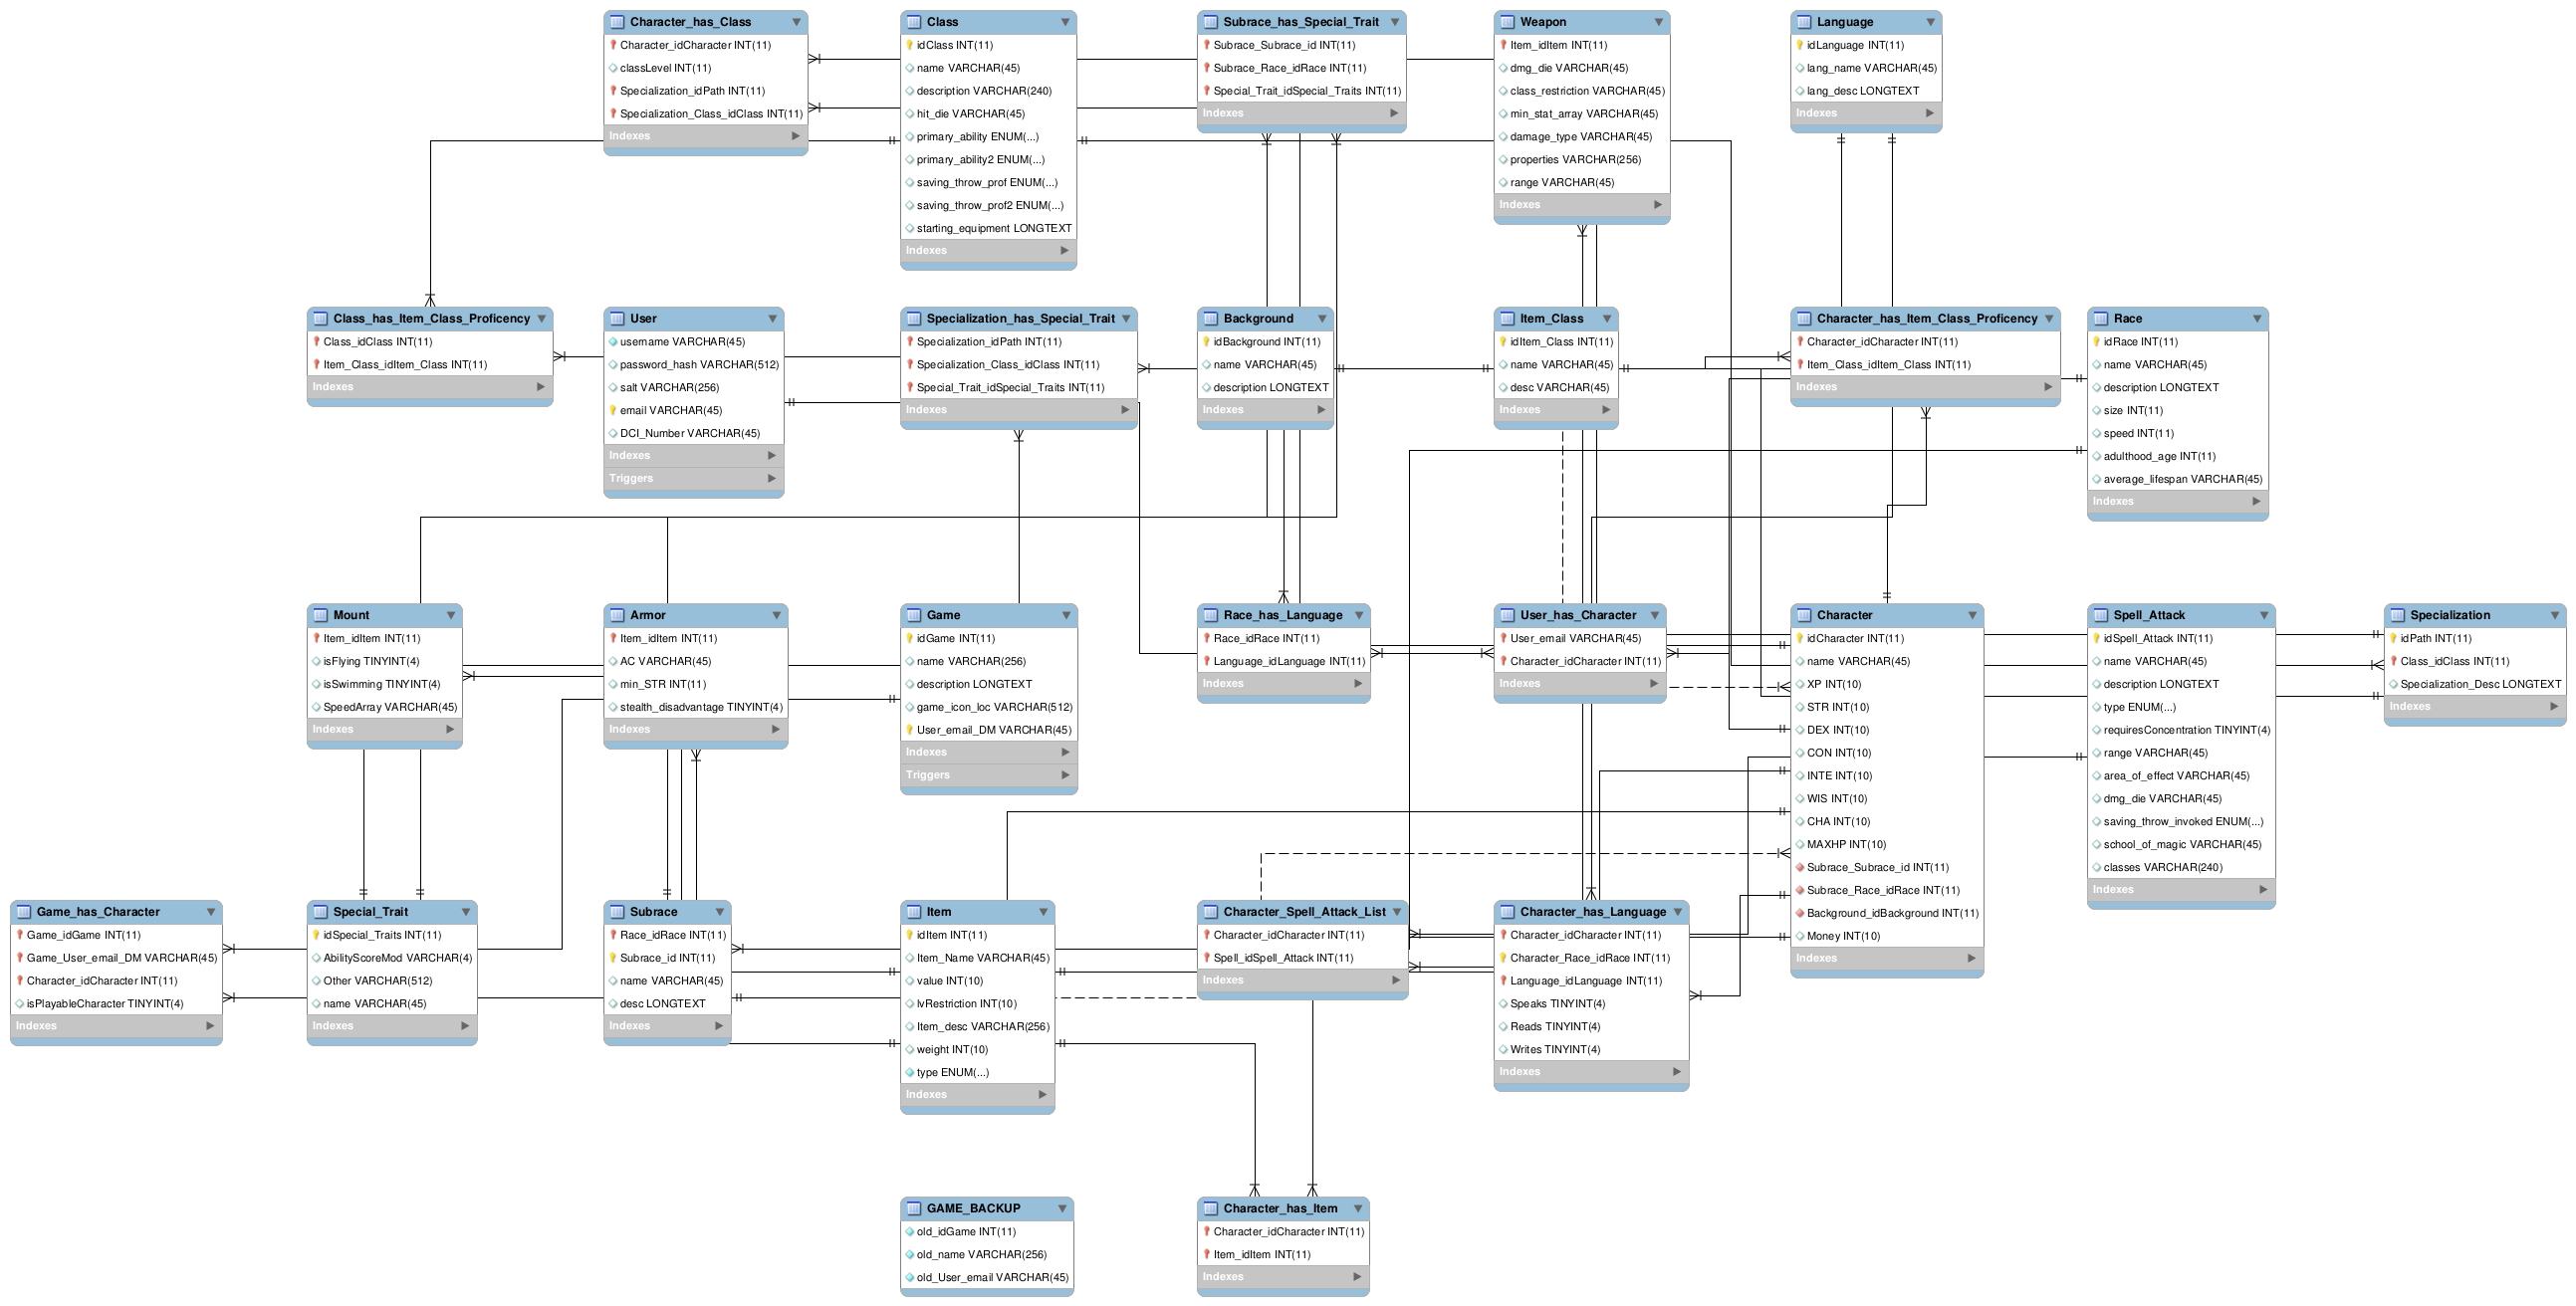 Character_has_Class
Character_idCharacter INT(11)
classLevel INT(11)
Specialization_idPath INT(11)
Specialization_Class_idClass INT(11)
Indexes
Class
idClass INT(11)
name VARCHAR(45)
description VARCHAR(240)
hit_die VARCHAR(45)
primary_ability ENUM(...)
primary_ability2 ENUM(...)
saving_throw_prof ENUM(...)
saving_throw_prof2 ENUM(...)
starting_equipment LONGTEXT
Indexes
Subrace_has_Special_Trait
Subrace_Subrace_id INT(11)
Subrace_Race_idRace INT(11)
Special_Trait_idSpecial_Traits INT(11)
Indexes
Weapon
Item_idItem INT(11)
dmg_die VARCHAR(45)
class_restriction VARCHAR(45)
min_stat_array VARCHAR(45)
damage_type VARCHAR(45)
properties VARCHAR(256)
range VARCHAR(45)
Indexes
Language
idLanguage INT(11)
lang_name VARCHAR(45)
lang_desc LONGTEXT
Indexes
Class_has_Item_Class_Proficency
Class_idClass INT(11)
Item_Class_idItem_Class INT(11)
Indexes
User
username VARCHAR(45)
password_hash VARCHAR(512)
salt VARCHAR(256)
email VARCHAR(45)
DCI_Number VARCHAR(45)
Indexes
Triggers
Specialization_has_Special_Trait
Specialization_idPath INT(11)
Specialization_Class_idClass INT(11)
Special_Trait_idSpecial_Traits INT(11)
Indexes
Background
idBackground INT(11)
name VARCHAR(45)
description LONGTEXT
Indexes
Item_Class
idItem_Class INT(11)
name VARCHAR(45)
desc VARCHAR(45)
Indexes
Character_has_Item_Class_Proficency
Character_idCharacter INT(11)
Item_Class_idItem_Class INT(11)
Indexes
Race
idRace INT(11)
name VARCHAR(45)
description LONGTEXT
size INT(11)
speed INT(11)
adulthood_age INT(11)
average_lifespan VARCHAR(45)
Indexes
Mount
Item_idItem INT(11)
isFlying TINYINT(4)
isSwimming TINYINT(4)
SpeedArray VARCHAR(45)
Indexes
Armor
Item_idItem INT(11)
AC VARCHAR(45)
min_STR INT(11)
stealth_disadvantage TINYINT(4)
Indexes
Game
idGame INT(11)
name VARCHAR(256)
description LONGTEXT
game_icon_loc VARCHAR(512)
User_email_DM VARCHAR(45)
Indexes
Triggers
Race_has_Language
Race_idRace INT(11)
Language_idLanguage INT(11)
Indexes
User_has_Character
User_email VARCHAR(45)
Character_idCharacter INT(11)
Indexes
Character
idCharacter INT(11)
name VARCHAR(45)
XP INT(10)
STR INT(10)
DEX INT(10)
CON INT(10)
INTE INT(10)
WIS INT(10)
CHA INT(10)
MAXHP INT(10)
Subrace_Subrace_id INT(11)
Subrace_Race_idRace INT(11)
Background_idBackground INT(11)
Money INT(10)
Indexes
Spell_Attack
idSpell_Attack INT(11)
name VARCHAR(45)
description LONGTEXT
type ENUM(...)
requiresConcentration TINYINT(4)
range VARCHAR(45)
area_of_effect VARCHAR(45)
dmg_die VARCHAR(45)
saving_throw_invoked ENUM(...)
school_of_magic VARCHAR(45)
classes VARCHAR(240)
Indexes
Specialization
idPath INT(11)
Class_idClass INT(11)
Specialization_Desc LONGTEXT
Indexes
Game_has_Character
Game_idGame INT(11)
Game_User_email_DM VARCHAR(45)
Character_idCharacter INT(11)
isPlayableCharacter TINYINT(4)
Indexes
Special_Trait
idSpecial_Traits INT(11)
AbilityScoreMod VARCHAR(4)
Other VARCHAR(512)
name VARCHAR(45)
Indexes
Subrace
Race_idRace INT(11)
Subrace_id INT(11)
name VARCHAR(45)
desc LONGTEXT
Indexes
Item
idItem INT(11)
Item_Name VARCHAR(45)
value INT(10)
lvRestriction INT(10)
Item_desc VARCHAR(256)
weight INT(10)
type ENUM(...)
Indexes
Character_Spell_Attack_List
Character_idCharacter INT(11)
Spell_idSpell_Attack INT(11)
Indexes
Character_has_Language
Character_idCharacter INT(11)
Character_Race_idRace INT(11)
Language_idLanguage INT(11)
Speaks TINYINT(4)
Reads TINYINT(4)
Writes TINYINT(4)
Indexes
GAME_BACKUP
old_idGame INT(11)
old_name VARCHAR(256)
old_User_email VARCHAR(45)
Character_has_Item
Character_idCharacter INT(11)
Item_idItem INT(11)
Indexes